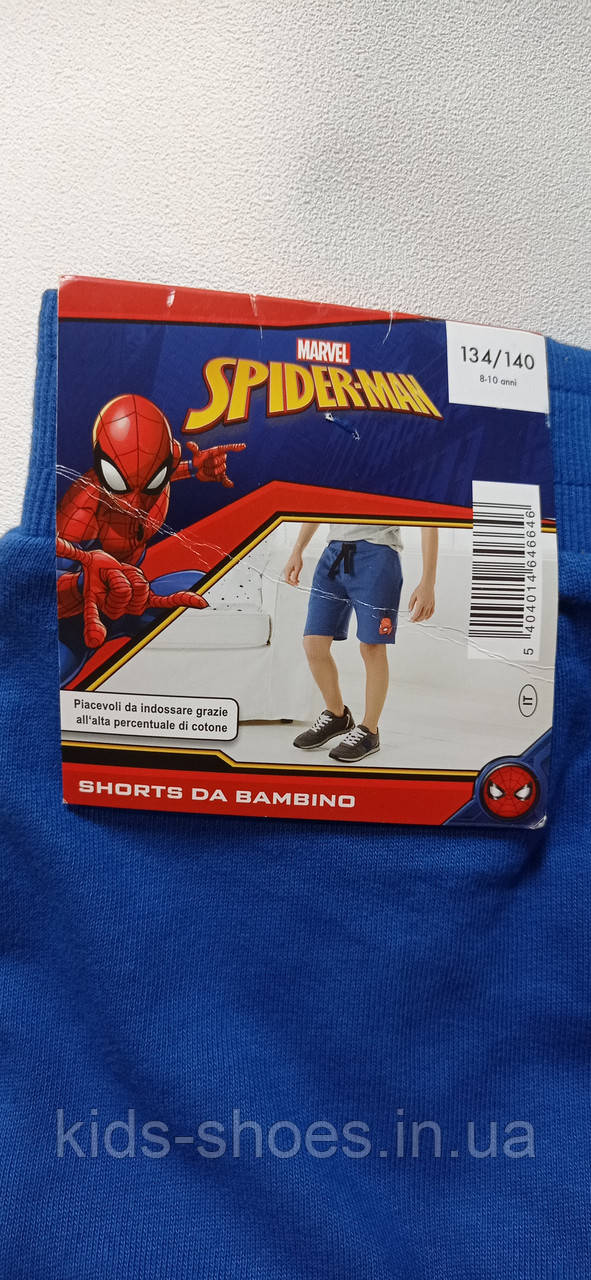 MARVEL
SPIDER-MAN
134/140
8-10 anni
5 404014 646646
IT
Piacevoli da indossare grazie
all'alta percentuale di cotone
SHORTS DA BAMBINO
kids-shoes.in.ua